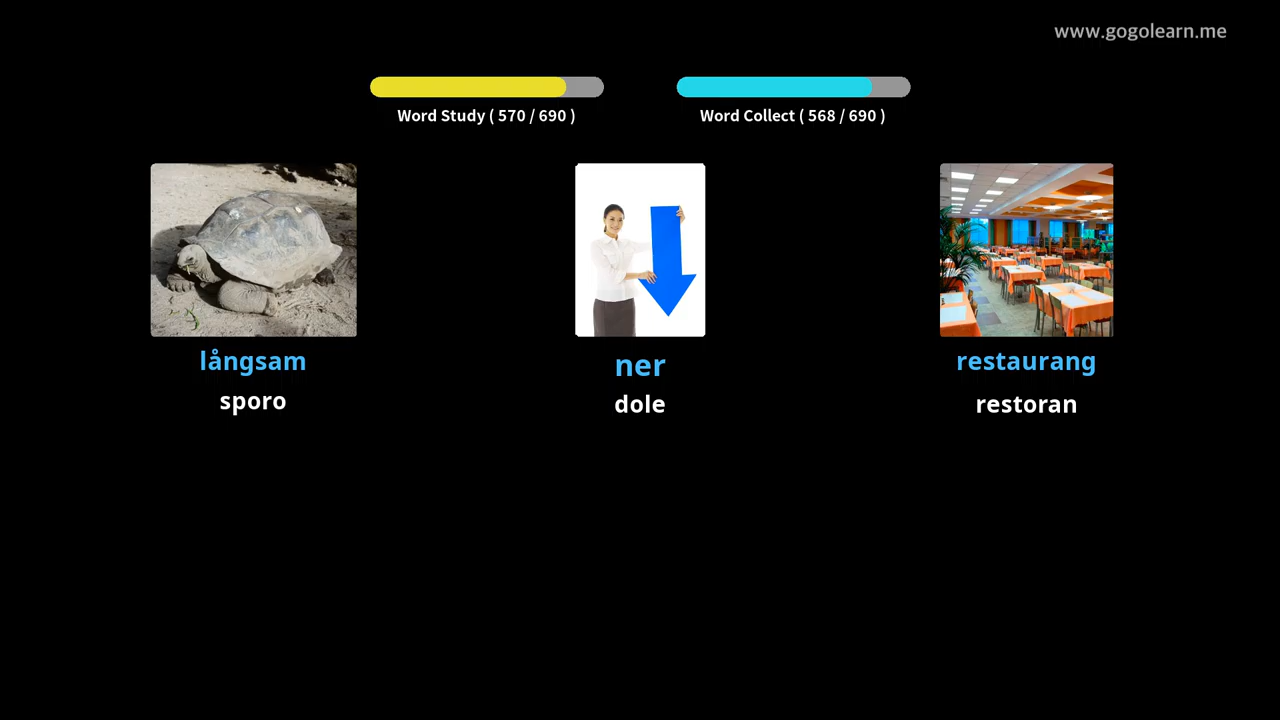 www.gogolearn.me
Word Study ( 570 / 690 )
Word Collect ( 568 / 690 )
långsam
ner
restaurang
sporo
dole
restoran